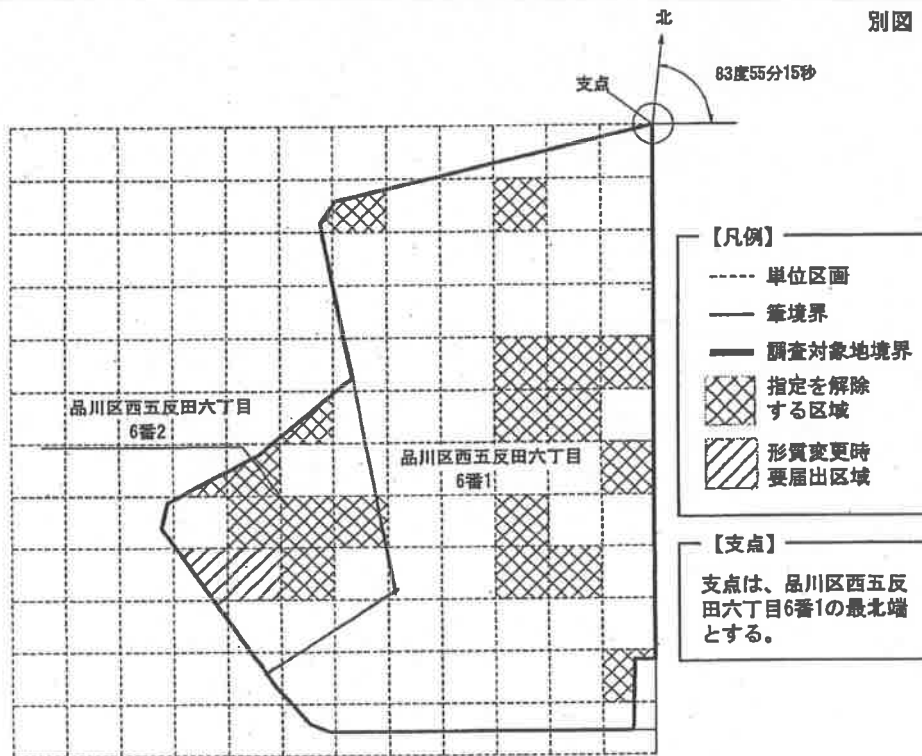 別図
北
83度55分15秒
支点
【凡例】
単位区画
筆境界
調査対象地境界
指定を解除
する区域
形質変更時
要届出区域
品川区西五反田六丁目
6番2
品川区西五反田六丁目
6番1
【支点】
支点は、品川区西五反
田六丁目6番1の最北端
とする。